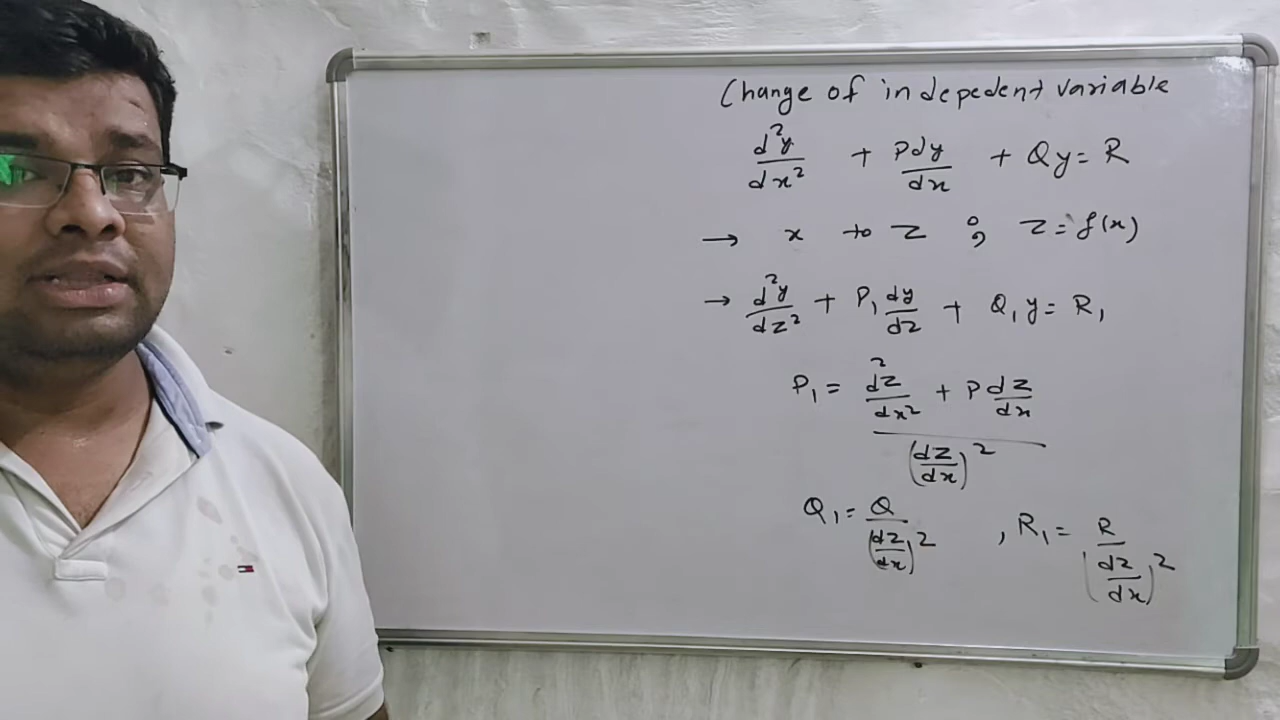 Change of indepedent variable
d²y/dx² + Pdy/dx + Qy = R
→ x to z ; z = f(x)
→ d²y/dz² + P₁ dy/dz + Q₁y = R₁
P₁ = (d²z/dx² + P dz/dx)/(dz/dx)²
Q₁ = Q/(dz/dx)² , R₁ = R/(dz/dx)²